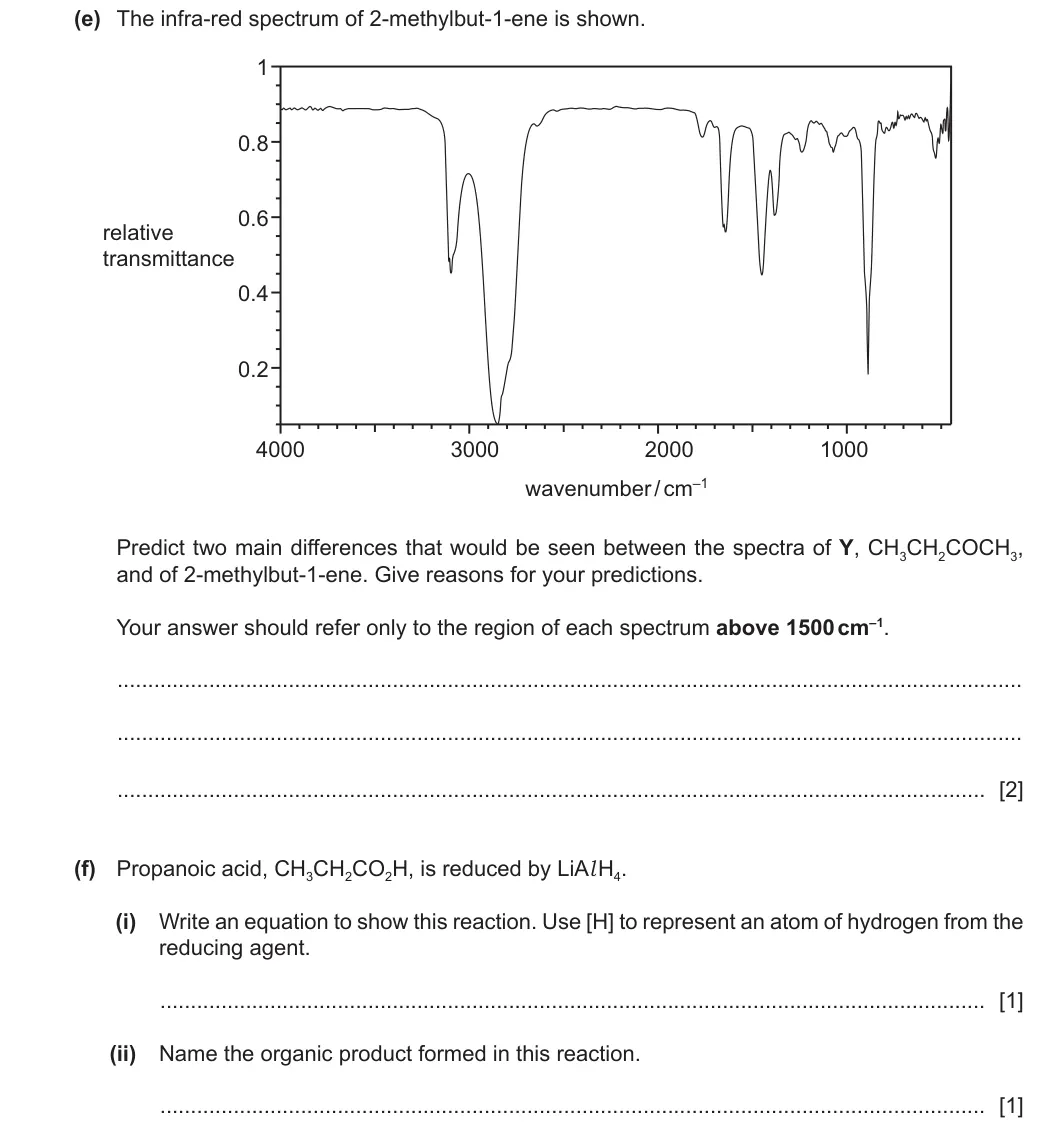 (e) The infra-red spectrum of 2-methylbut-1-ene is shown.
1
0.8
0.6
relative
transmittance
0.4
0.2
4000 3000 2000 1000
wavenumber / cm⁻¹
Predict two main differences that would be seen between the spectra of Y, CH₃CH₂COCH₃,
and of 2-methylbut-1-ene. Give reasons for your predictions.
Your answer should refer only to the region of each spectrum above 1500 cm⁻¹.
..............................................................................
..............................................................................
.............................................................................. [2]
(f) Propanoic acid, CH₃CH₂CO₂H, is reduced by LiAlH₄.
(i) Write an equation to show this reaction. Use [H] to represent an atom of hydrogen from the
reducing agent.
.............................................................................. [1]
(ii) Name the organic product formed in this reaction.
.............................................................................. [1]